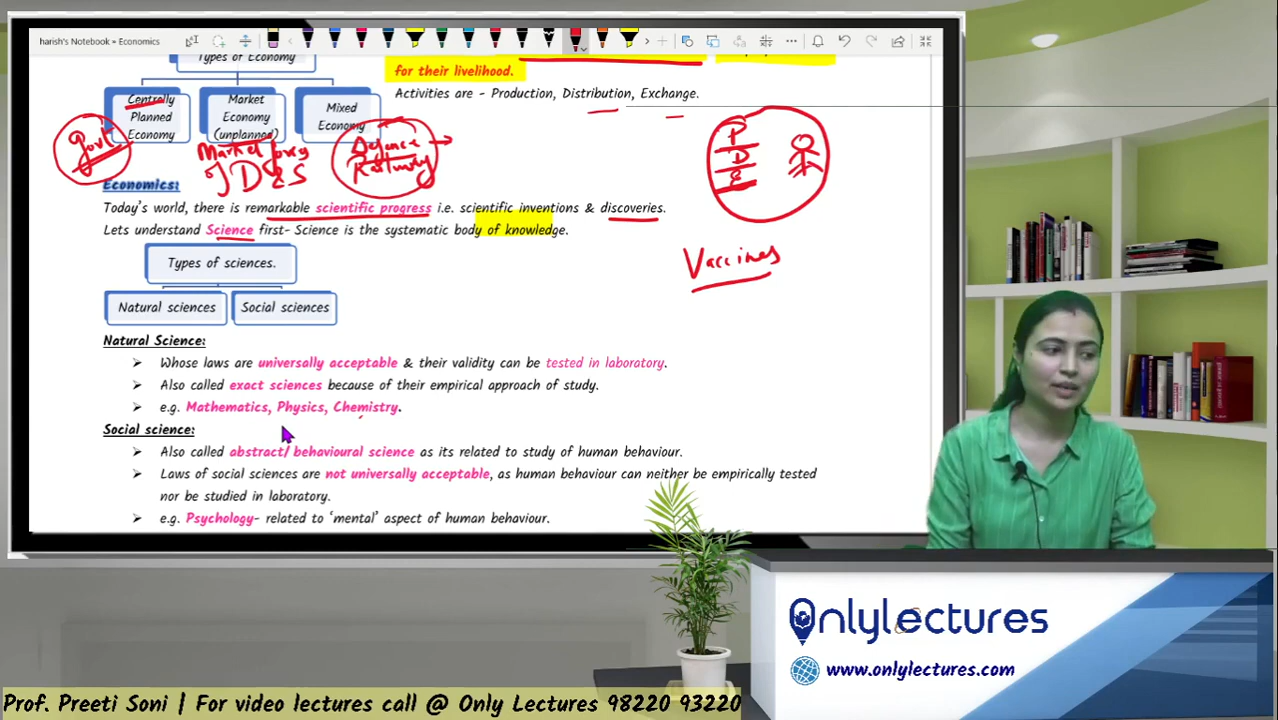 harish's Notebook » Economics
Types of Economy
for their livelihood.
Activities are - Production, Distribution, Exchange.
Centrally Planned Economy
Market Economy (unplanned)
Mixed Economy
Govt
Market forces
D & S
Defence
P
D
E
Economics:
Today's world, there is remarkable scientific progress i.e. scientific inventions & discoveries.
Lets understand Science first- Science is the systematic body of knowledge.
Vaccines
Types of sciences.
Natural sciences
Social sciences
Natural Science:
➢ Whose laws are universally acceptable & their validity can be tested in laboratory.
➢ Also called exact sciences because of their empirical approach of study.
➢ e.g. Mathematics, Physics, Chemistry.
Social science:
➢ Also called abstract/ behavioural science as its related to study of human behaviour.
➢ Laws of social sciences are not universally acceptable, as human behaviour can neither be empirically tested
nor be studied in laboratory.
➢ e.g. Psychology- related to 'mental' aspect of human behaviour.
Onlylectures
www.onlylectures.com
Prof. Preeti Soni | For video lectures call @ Only Lectures 98220 93220